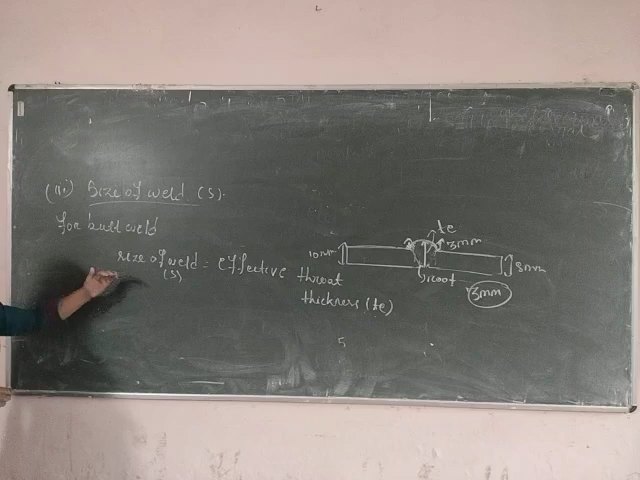 (iii) Size of weld (S).
for butt weld
size of weld = effective throat
(S)
thickness (te)
te
3mm
10mm
8mm
root
3mm
5